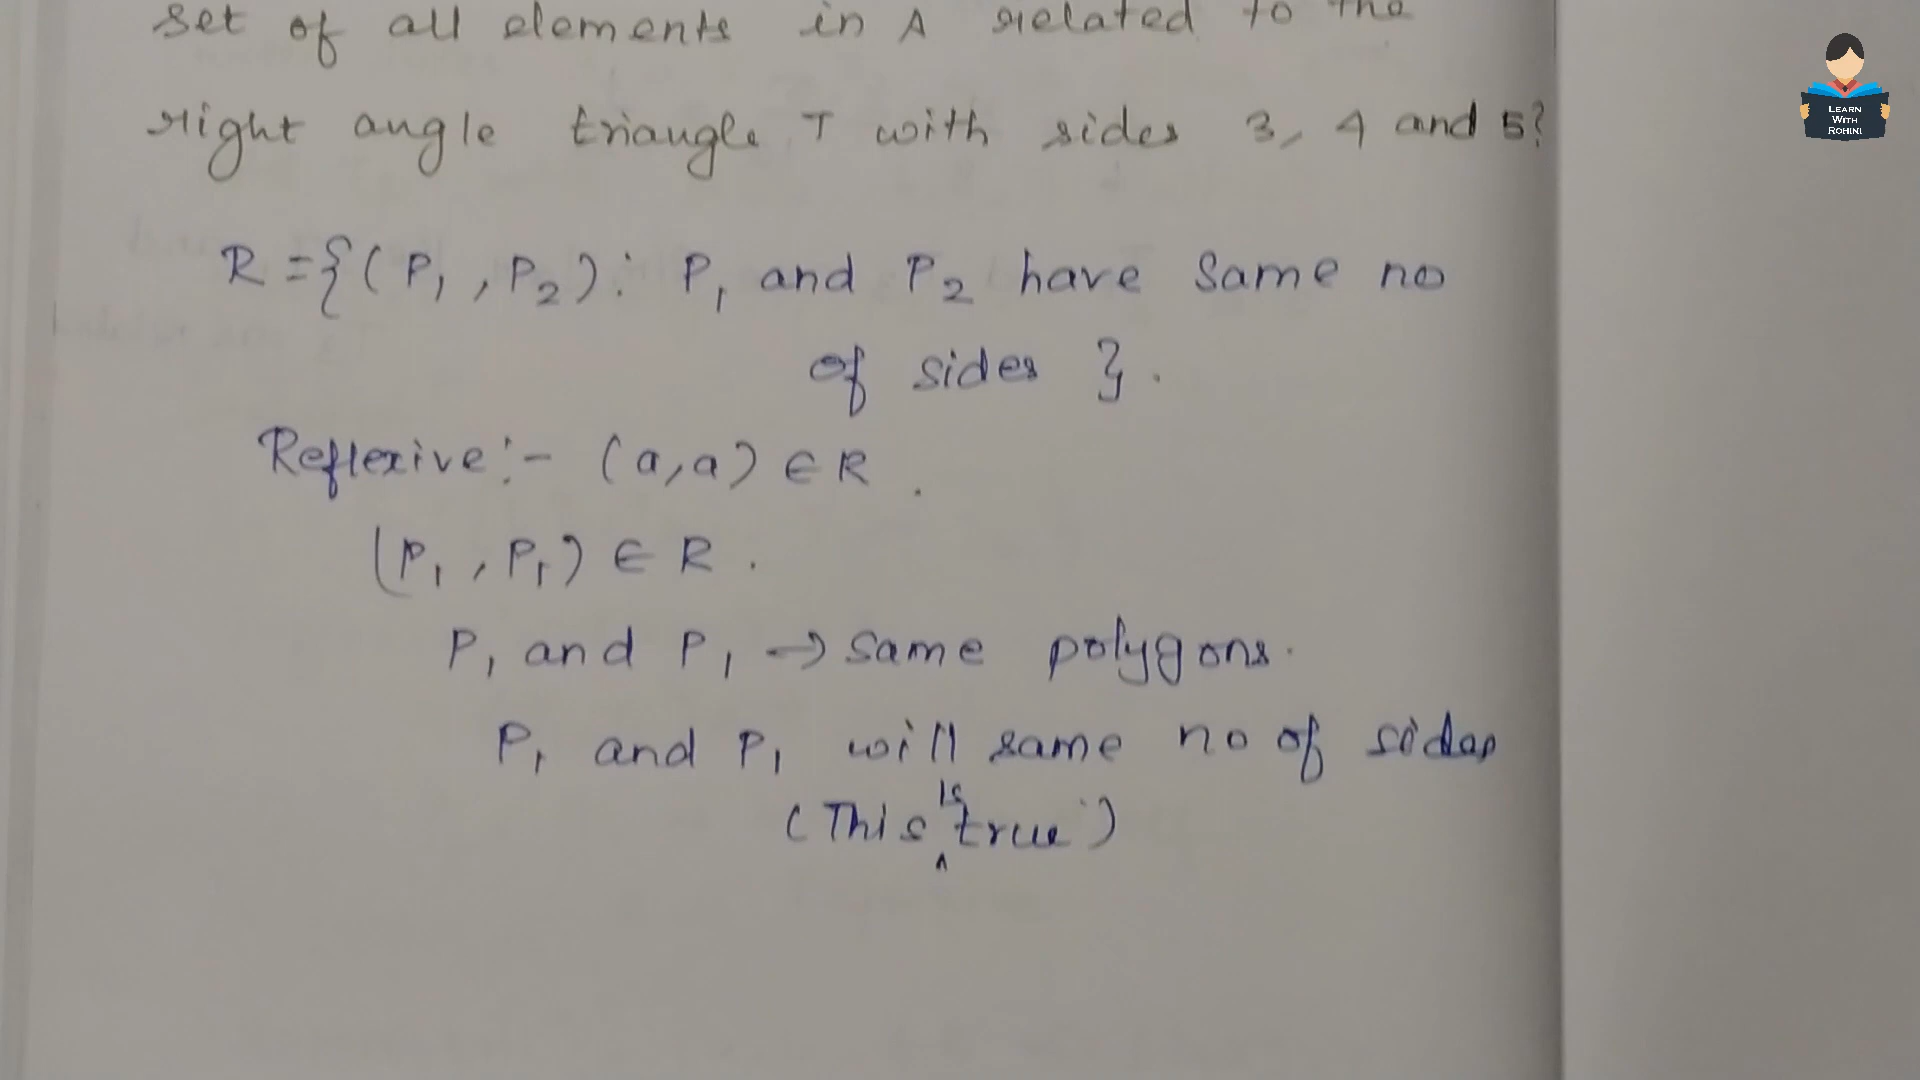 set of all elements in A related to the
right angle triangle T with sides 3, 4 and 5?
R = {(P1, P2): P1 and P2 have same no
of sides}.
Reflexive:- (a,a) ∈ R.
(P1, P1) ∈ R.
P1 and P1 → same polygons.
P1 and P1 will same no of sides
(This is true)
LEARN
WITH
ROHINI